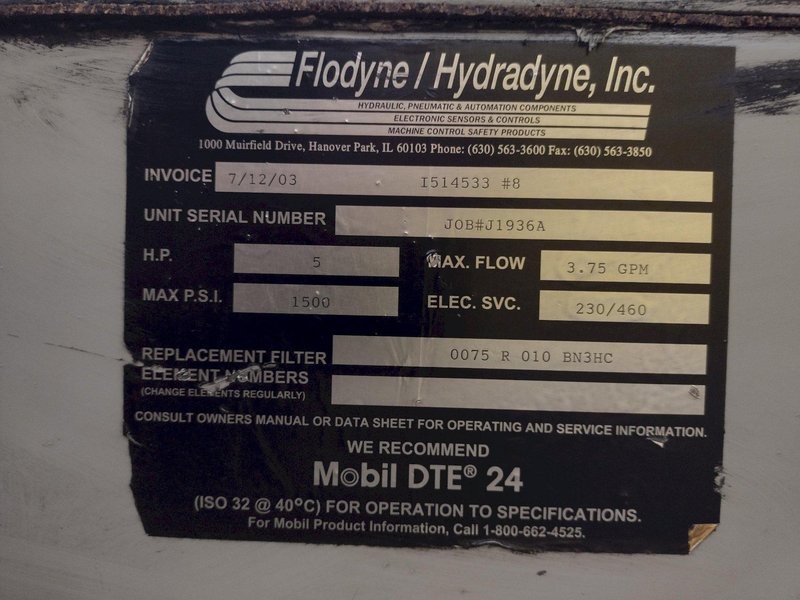 Flodyne / Hydradyne, Inc.
HYDRAULIC, PNEUMATIC & AUTOMATION COMPONENTS
ELECTRONIC SENSORS & CONTROLS
MACHINE CONTROL SAFETY PRODUCTS
1000 Muirfield Drive, Hanover Park, IL 60103 Phone: (630) 563-3600 Fax: (630) 563-3850
INVOICE 7/12/03 I514533 #8
UNIT SERIAL NUMBER JOB#J1936A
H.P. 5 MAX. FLOW 3.75 GPM
MAX P.S.I. 1500 ELEC. SVC. 230/460
REPLACEMENT FILTER 0075 R 010 BN3HC
ELEMENT NUMBERS
(CHANGE ELEMENTS REGULARLY)
CONSULT OWNERS MANUAL OR DATA SHEET FOR OPERATING AND SERVICE INFORMATION.
WE RECOMMEND
Mobil DTE® 24
(ISO 32 @ 40°C) FOR OPERATION TO SPECIFICATIONS.
For Mobil Product Information, Call 1-800-662-4525.